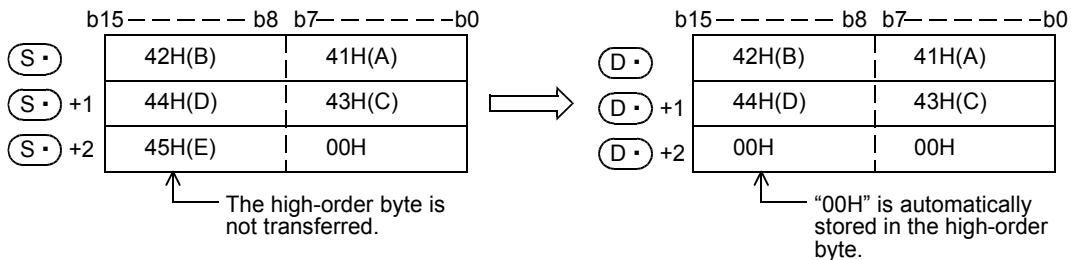 b15 — — — — — b8 b7— — — — —b0 b15 — — — — — b8 b7— — — — —b0
S・ 42H(B) 41H(A) D・ 42H(B) 41H(A)
S・ +1 44H(D) 43H(C) D・ +1 44H(D) 43H(C)
S・ +2 45H(E) 00H D・ +2 00H 00H
The high-order byte is
not transferred.
“00H” is automatically
stored in the high-order
byte.